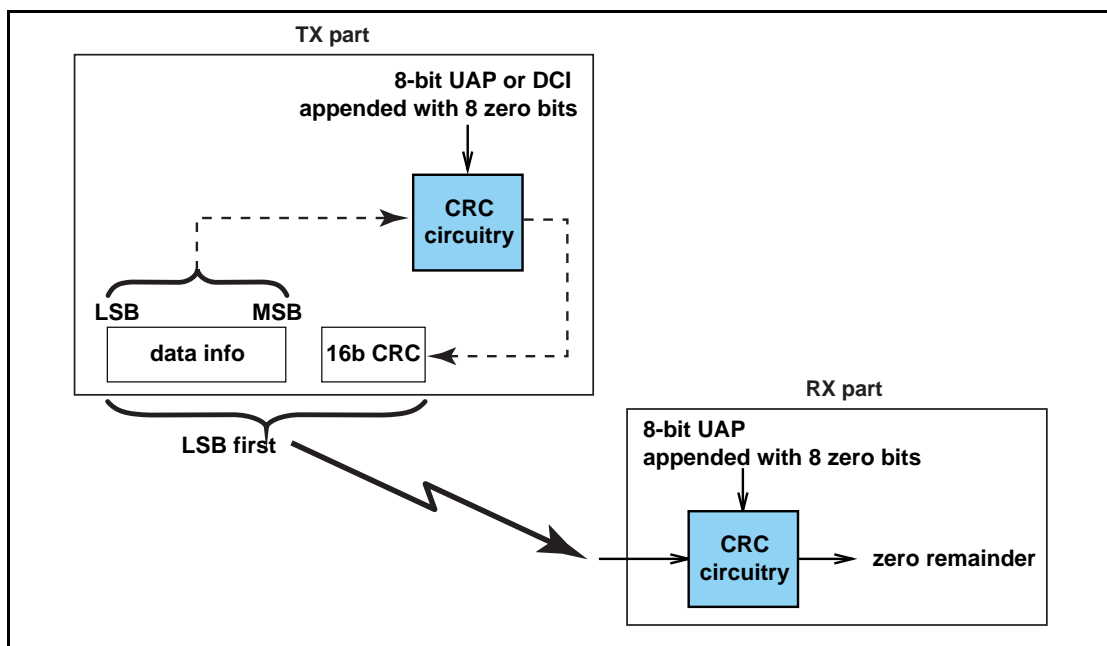 TX part
8-bit UAP or DCI
appended with 8 zero bits
CRC
circuitry
LSB
MSB
data info
16b CRC
LSB first
RX part
8-bit UAP
appended with 8 zero bits
CRC
circuitry
zero remainder